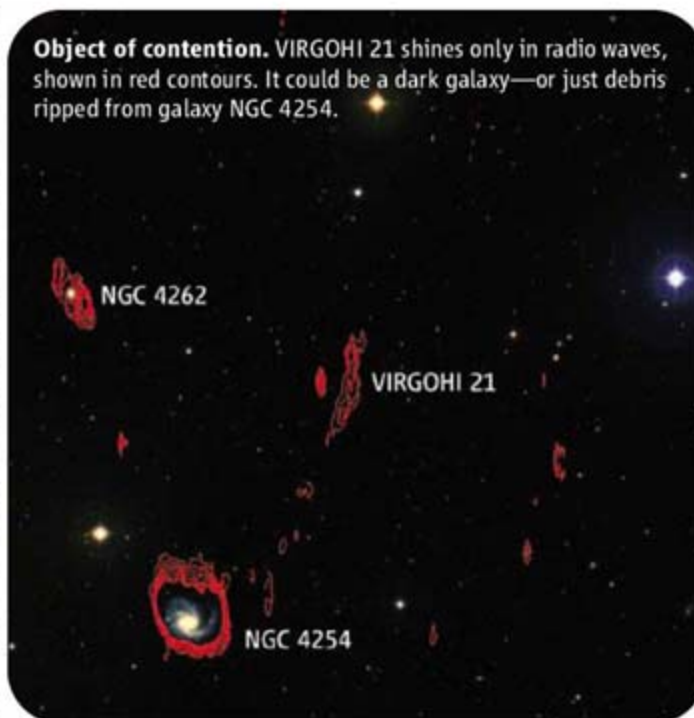 Object of contention. VIRGOHI 21 shines only in radio waves,
shown in red contours. It could be a dark galaxy—or just debris
ripped from galaxy NGC 4254.
NGC 4262
VIRGOHI 21
NGC 4254